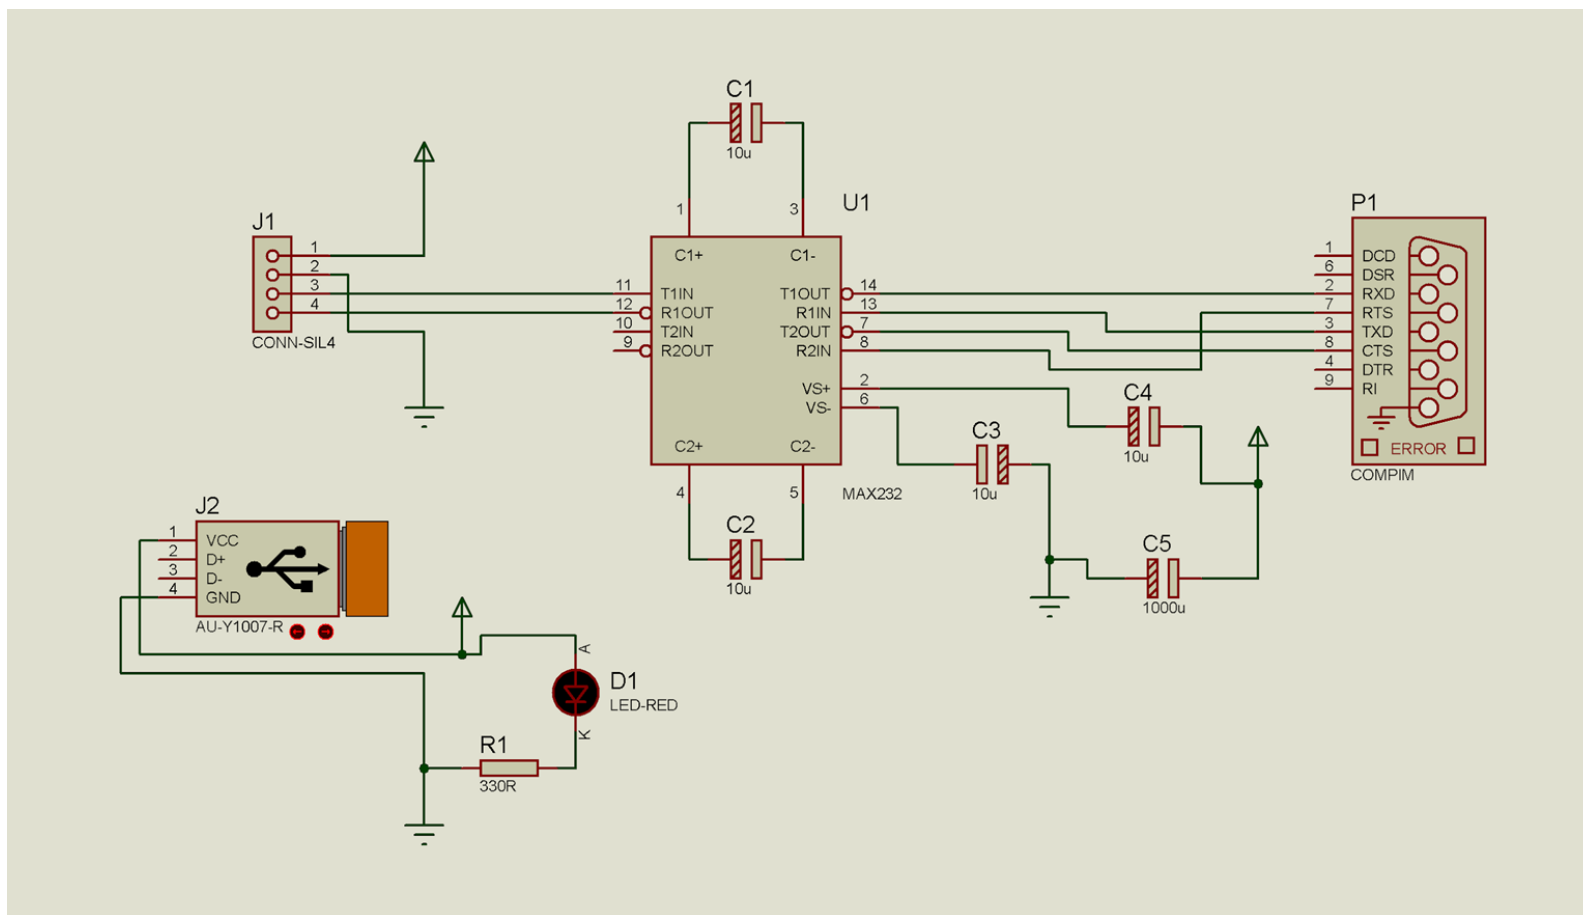 C1
10u
U1
1
3
C1+
C1-
J1
1
2
3
4
CONN-SIL4
11
12
10
9
T1IN
R1OUT
T2IN
R2OUT
T1OUT
R1IN
T2OUT
R2IN
14
13
7
8
VS+
VS-
2
6
C2+
C2-
4
5
MAX232
C2
10u
C3
10u
C4
10u
C5
1000u
P1
1
6
2
7
3
8
4
9
DCD
DSR
RXD
RTS
TXD
CTS
DTR
RI
ERROR
COMPIM
J2
1
2
3
4
VCC
D+
D-
GND
AU-Y1007-R
A
D1
LED-RED
K
R1
330R